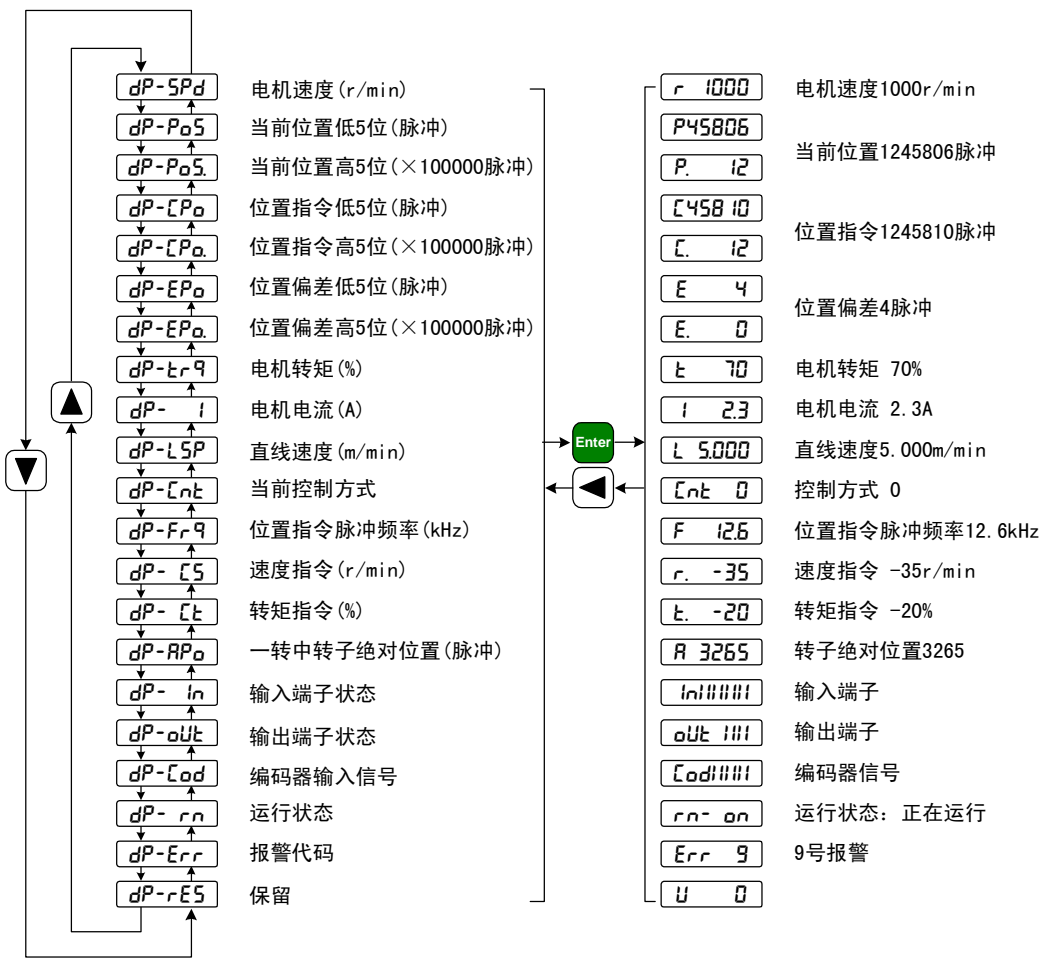 dP-SPd 电机速度(r/min) r 1000 电机速度1000r/min
dP-PoS 当前位置低5位(脉冲) P45806
当前位置1245806脉冲
dP-PoS. 当前位置高5位(×100000脉冲) P. 12
dP-CPo 位置指令低5位(脉冲) C45810
位置指令1245810脉冲
dP-CPo. 位置指令高5位(×100000脉冲) C. 12
dP-EPo 位置偏差低5位(脉冲) E 4
位置偏差4脉冲
dP-EPo. 位置偏差高5位(×100000脉冲) E. 0
dP-trq 电机转矩(%) t 70 电机转矩 70%
dP- I 电机电流(A) I 2.3 电机电流 2.3A
Enter
dP-LSP 直线速度(m/min) L 5.000 直线速度5.000m/min
dP-Cnt 当前控制方式 Cnt 0 控制方式 0
dP-Frq 位置指令脉冲频率(kHz) F 12.6 位置指令脉冲频率12.6kHz
dP- CS 速度指令(r/min) r. -35 速度指令 -35r/min
dP- Ct 转矩指令(%) t. -20 转矩指令 -20%
dP-APo 一转中转子绝对位置(脉冲) A 3265 转子绝对位置3265
dP- In 输入端子状态 In 输入端子
dP-oUt 输出端子状态 oUt 输出端子
dP-Cod 编码器输入信号 Cod 编码器信号
dP- rn 运行状态 rn- on 运行状态：正在运行
dP-Err 报警代码 Err 9 9号报警
dP-rES 保留 U 0